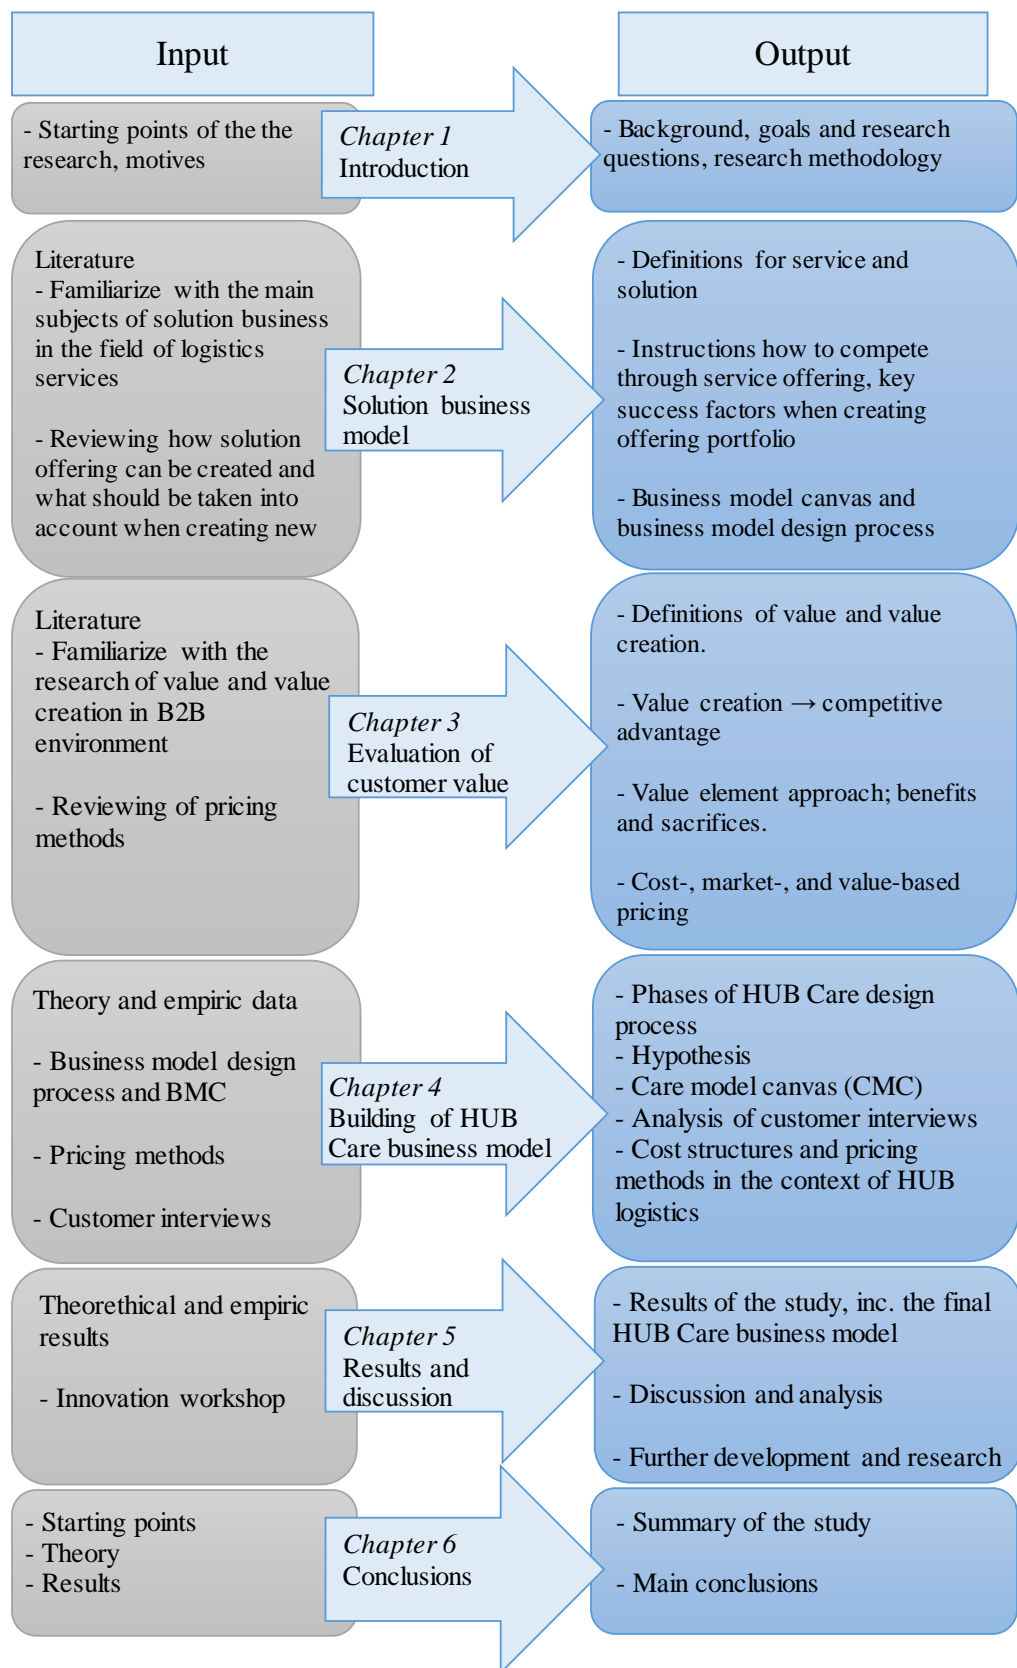 Input
Output
- Starting points of the the
research, motives
Chapter 1
Introduction
- Background, goals and research
questions, research methodology
Literature
- Familiarize with the main
subjects of solution business
in the field of logistics
services
- Reviewing how solution
offering can be created and
what should be taken into
account when creating new
Chapter 2
Solution business
model
- Definitions for service and
solution
- Instructions how to compete
through service offering, key
success factors when creating
offering portfolio
- Business model canvas and
business model design process
Literature
- Familiarize with the
research of value and value
creation in B2B
environment
- Reviewing of pricing
methods
Chapter 3
Evaluation of
customer value
- Definitions of value and value
creation.
- Value creation → competitive
advantage
- Value element approach; benefits
and sacrifices.
- Cost-, market-, and value-based
pricing
Theory and empiric data
- Business model design
process and BMC
- Pricing methods
- Customer interviews
Chapter 4
Building of HUB
Care business model
- Phases of HUB Care design
process
- Hypothesis
- Care model canvas (CMC)
- Analysis of customer interviews
- Cost structures and pricing
methods in the context of HUB
logistics
Theorethical and empiric
results
- Innovation workshop
Chapter 5
Results and
discussion
- Results of the study, inc. the final
HUB Care business model
- Discussion and analysis
- Further development and research
- Starting points
- Theory
- Results
Chapter 6
Conclusions
- Summary of the study
- Main conclusions